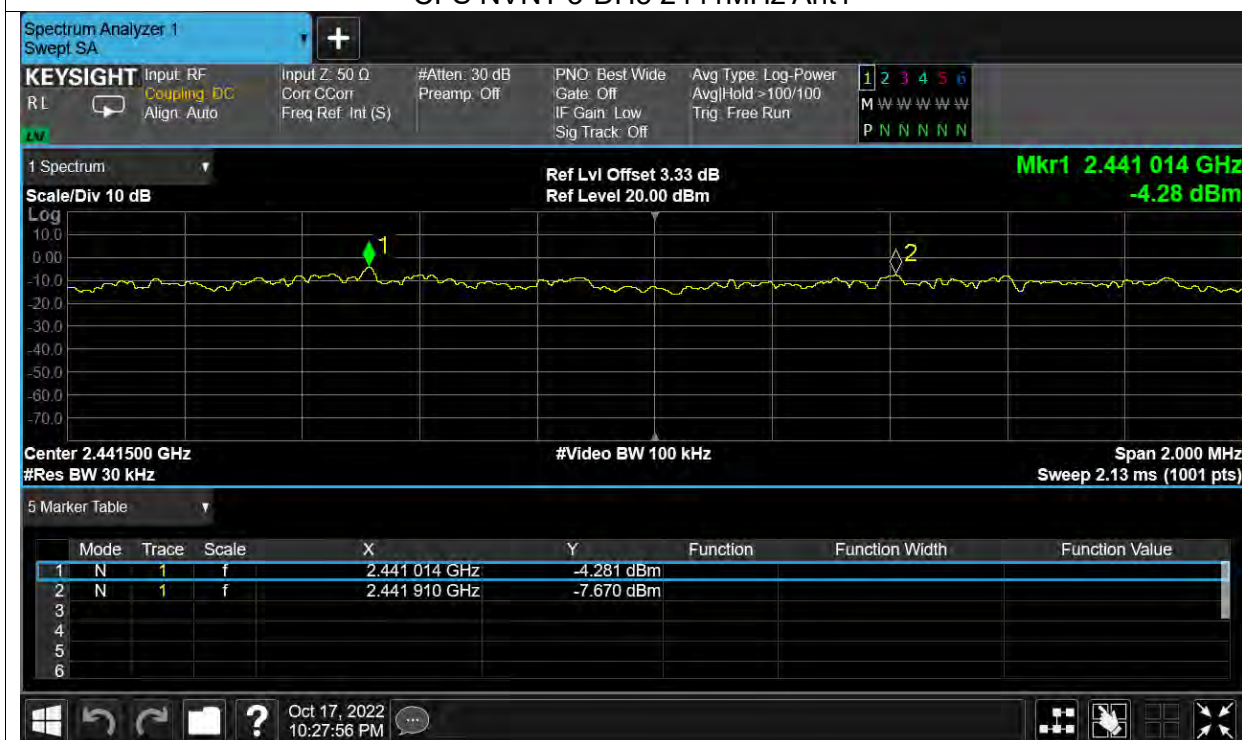 CFS NVNT 3-DH5 2441MHz Ant1
Spectrum Analyzer 1
Swept SA
KEYSIGHT Input: RF Input Z: 50 Ω #Atten: 30 dB PNO: Best Wide Avg Type: Log-Power 1 2 3 4 5 6
RL Coupling: DC Corr CCorr Preamp: Off Gate: Off Avg|Hold >100/100 M W W W W W
Align: Auto Freq Ref: Int (S) IF Gain: Low Trig: Free Run
Sig Track: Off P N N N N N
1 Spectrum Ref Lvl Offset 3.33 dB Mkr1 2.441 014 GHz
Scale/Div 10 dB Ref Level 20.00 dBm -4.28 dBm
Log
10.0
0.00
-10.0
-20.0
-30.0
-40.0
-50.0
-60.0
-70.0
1
2
Center 2.441500 GHz #Video BW 100 kHz Span 2.000 MHz
#Res BW 30 kHz Sweep 2.13 ms (1001 pts)
5 Marker Table
Mode Trace Scale X Y Function Function Width Function Value
1 N 1 f 2.441 014 GHz -4.281 dBm
2 N 1 f 2.441 910 GHz -7.670 dBm
3
4
5
6
? Oct 17, 2022
10:27:56 PM